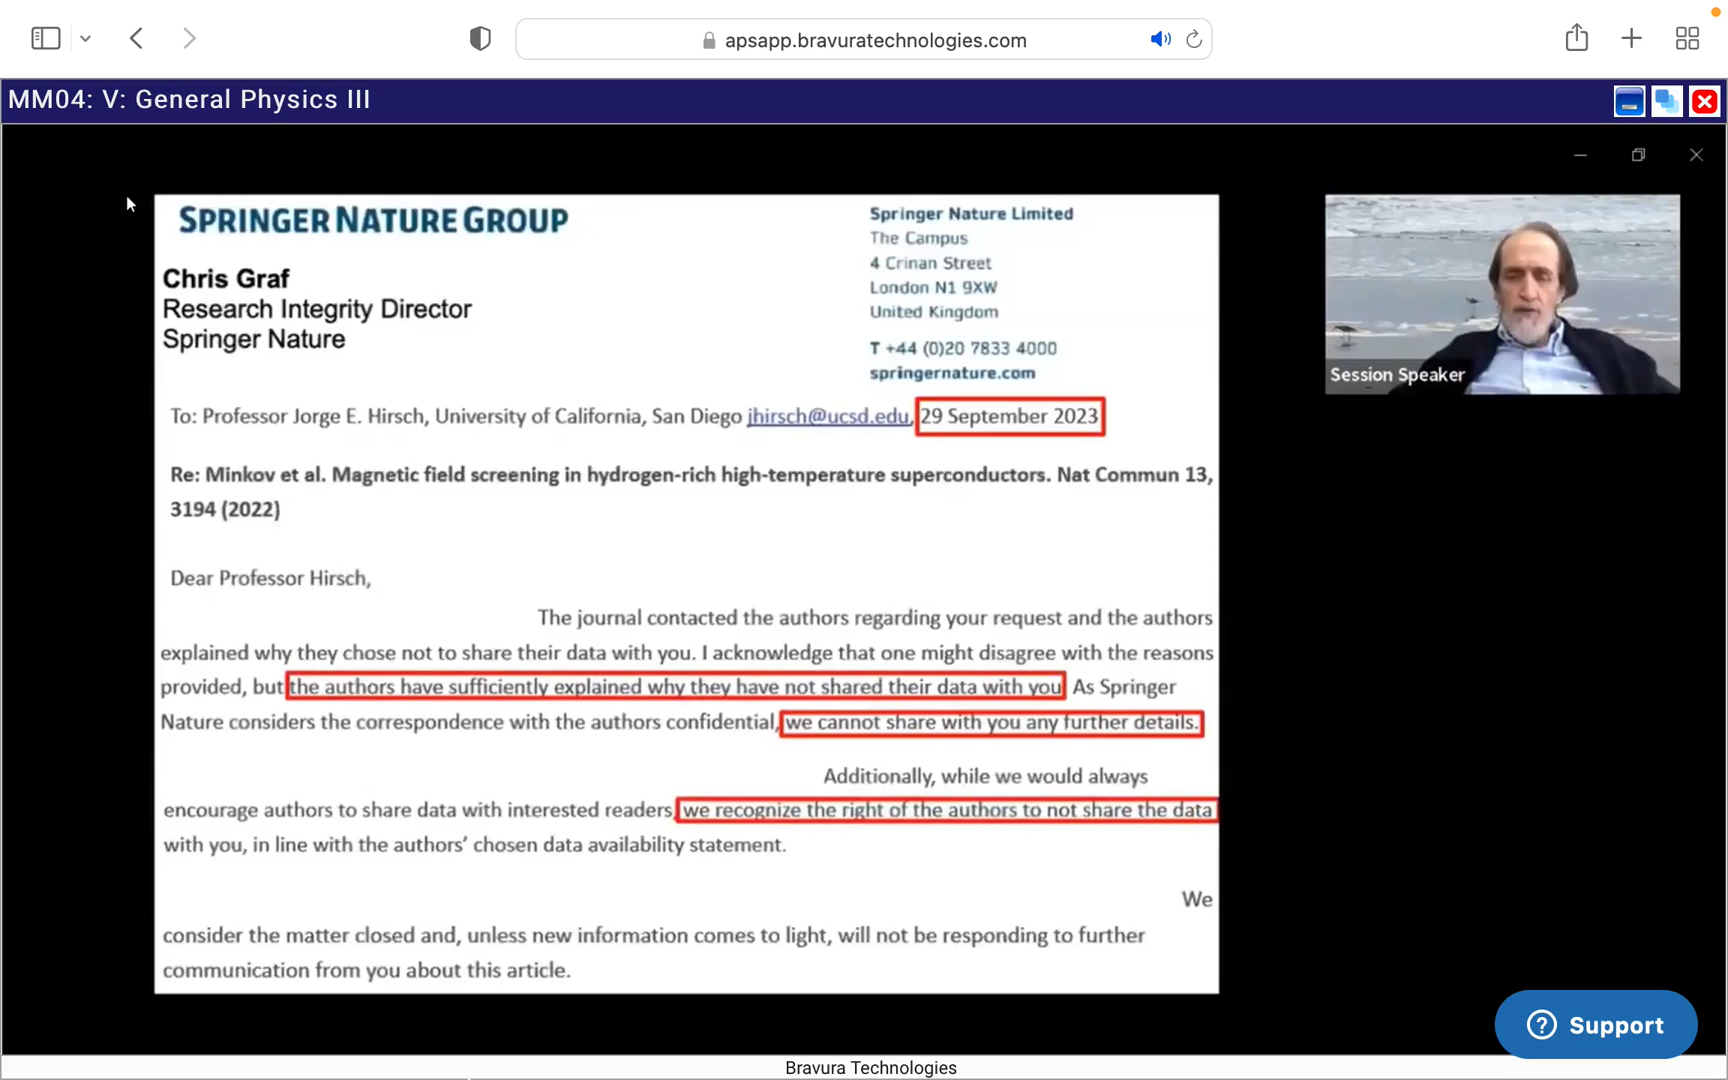 apsapp.bravuratechnologies.com
MM04: V: General Physics III
SPRINGER NATURE GROUP
Chris Graf
Research Integrity Director
Springer Nature
Springer Nature Limited
The Campus
4 Crinan Street
London N1 9XW
United Kingdom
T +44 (0)20 7833 4000
springernature.com
Session Speaker
To: Professor Jorge E. Hirsch, University of California, San Diego jhirsch@ucsd.edu, 29 September 2023
Re: Minkov et al. Magnetic field screening in hydrogen-rich high-temperature superconductors. Nat Commun 13,
3194 (2022)
Dear Professor Hirsch,
The journal contacted the authors regarding your request and the authors
explained why they chose not to share their data with you. I acknowledge that one might disagree with the reasons
provided, but the authors have sufficiently explained why they have not shared their data with you. As Springer
Nature considers the correspondence with the authors confidential, we cannot share with you any further details.
Additionally, while we would always
encourage authors to share data with interested readers, we recognize the right of the authors to not share the data
with you, in line with the authors' chosen data availability statement.
We
consider the matter closed and, unless new information comes to light, will not be responding to further
communication from you about this article.
Support
Bravura Technologies